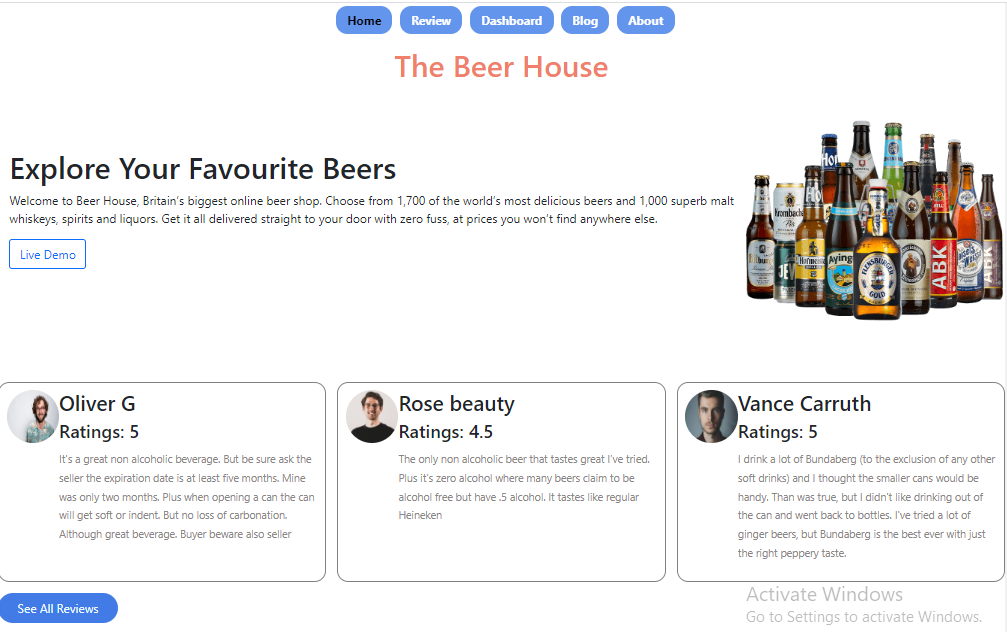 Home Review Dashboard Blog About
The Beer House
Explore Your Favourite Beers
Welcome to Beer House, Britain's biggest online beer shop. Choose from 1,700 of the world's most delicious beers and 1,000 superb malt
whiskeys, spirits and liquors. Get it all delivered straight to your door with zero fuss, at prices you won't find anywhere else.
Live Demo
Krombach
Hofmeister
Aying
FLENSBURGER
GOLD
ABK
ABK
Oliver G
Ratings: 5
It's a great non alcoholic beverage. But be sure ask the
seller the expiration date is at least five months. Mine
was only two months. Plus when opening a can the can
will get soft or indent. But no loss of carbonation.
Although great beverage. Buyer beware also seller
Rose beauty
Ratings: 4.5
The only non alcoholic beer that tastes great I've tried.
Plus it's zero alcohol where many beers claim to be
alcohol free but have .5 alcohol. It tastes like regular
Heineken
Vance Carruth
Ratings: 5
I drink a lot of Bundaberg (to the exclusion of any other
soft drinks) and I thought the smaller cans would be
handy. Than was true, but I didn't like drinking out of
the can and went back to bottles. I've tried a lot of
ginger beers, but Bundaberg is the best ever with just
the right peppery taste.
See All Reviews
Activate Windows
Go to Settings to activate Windows.